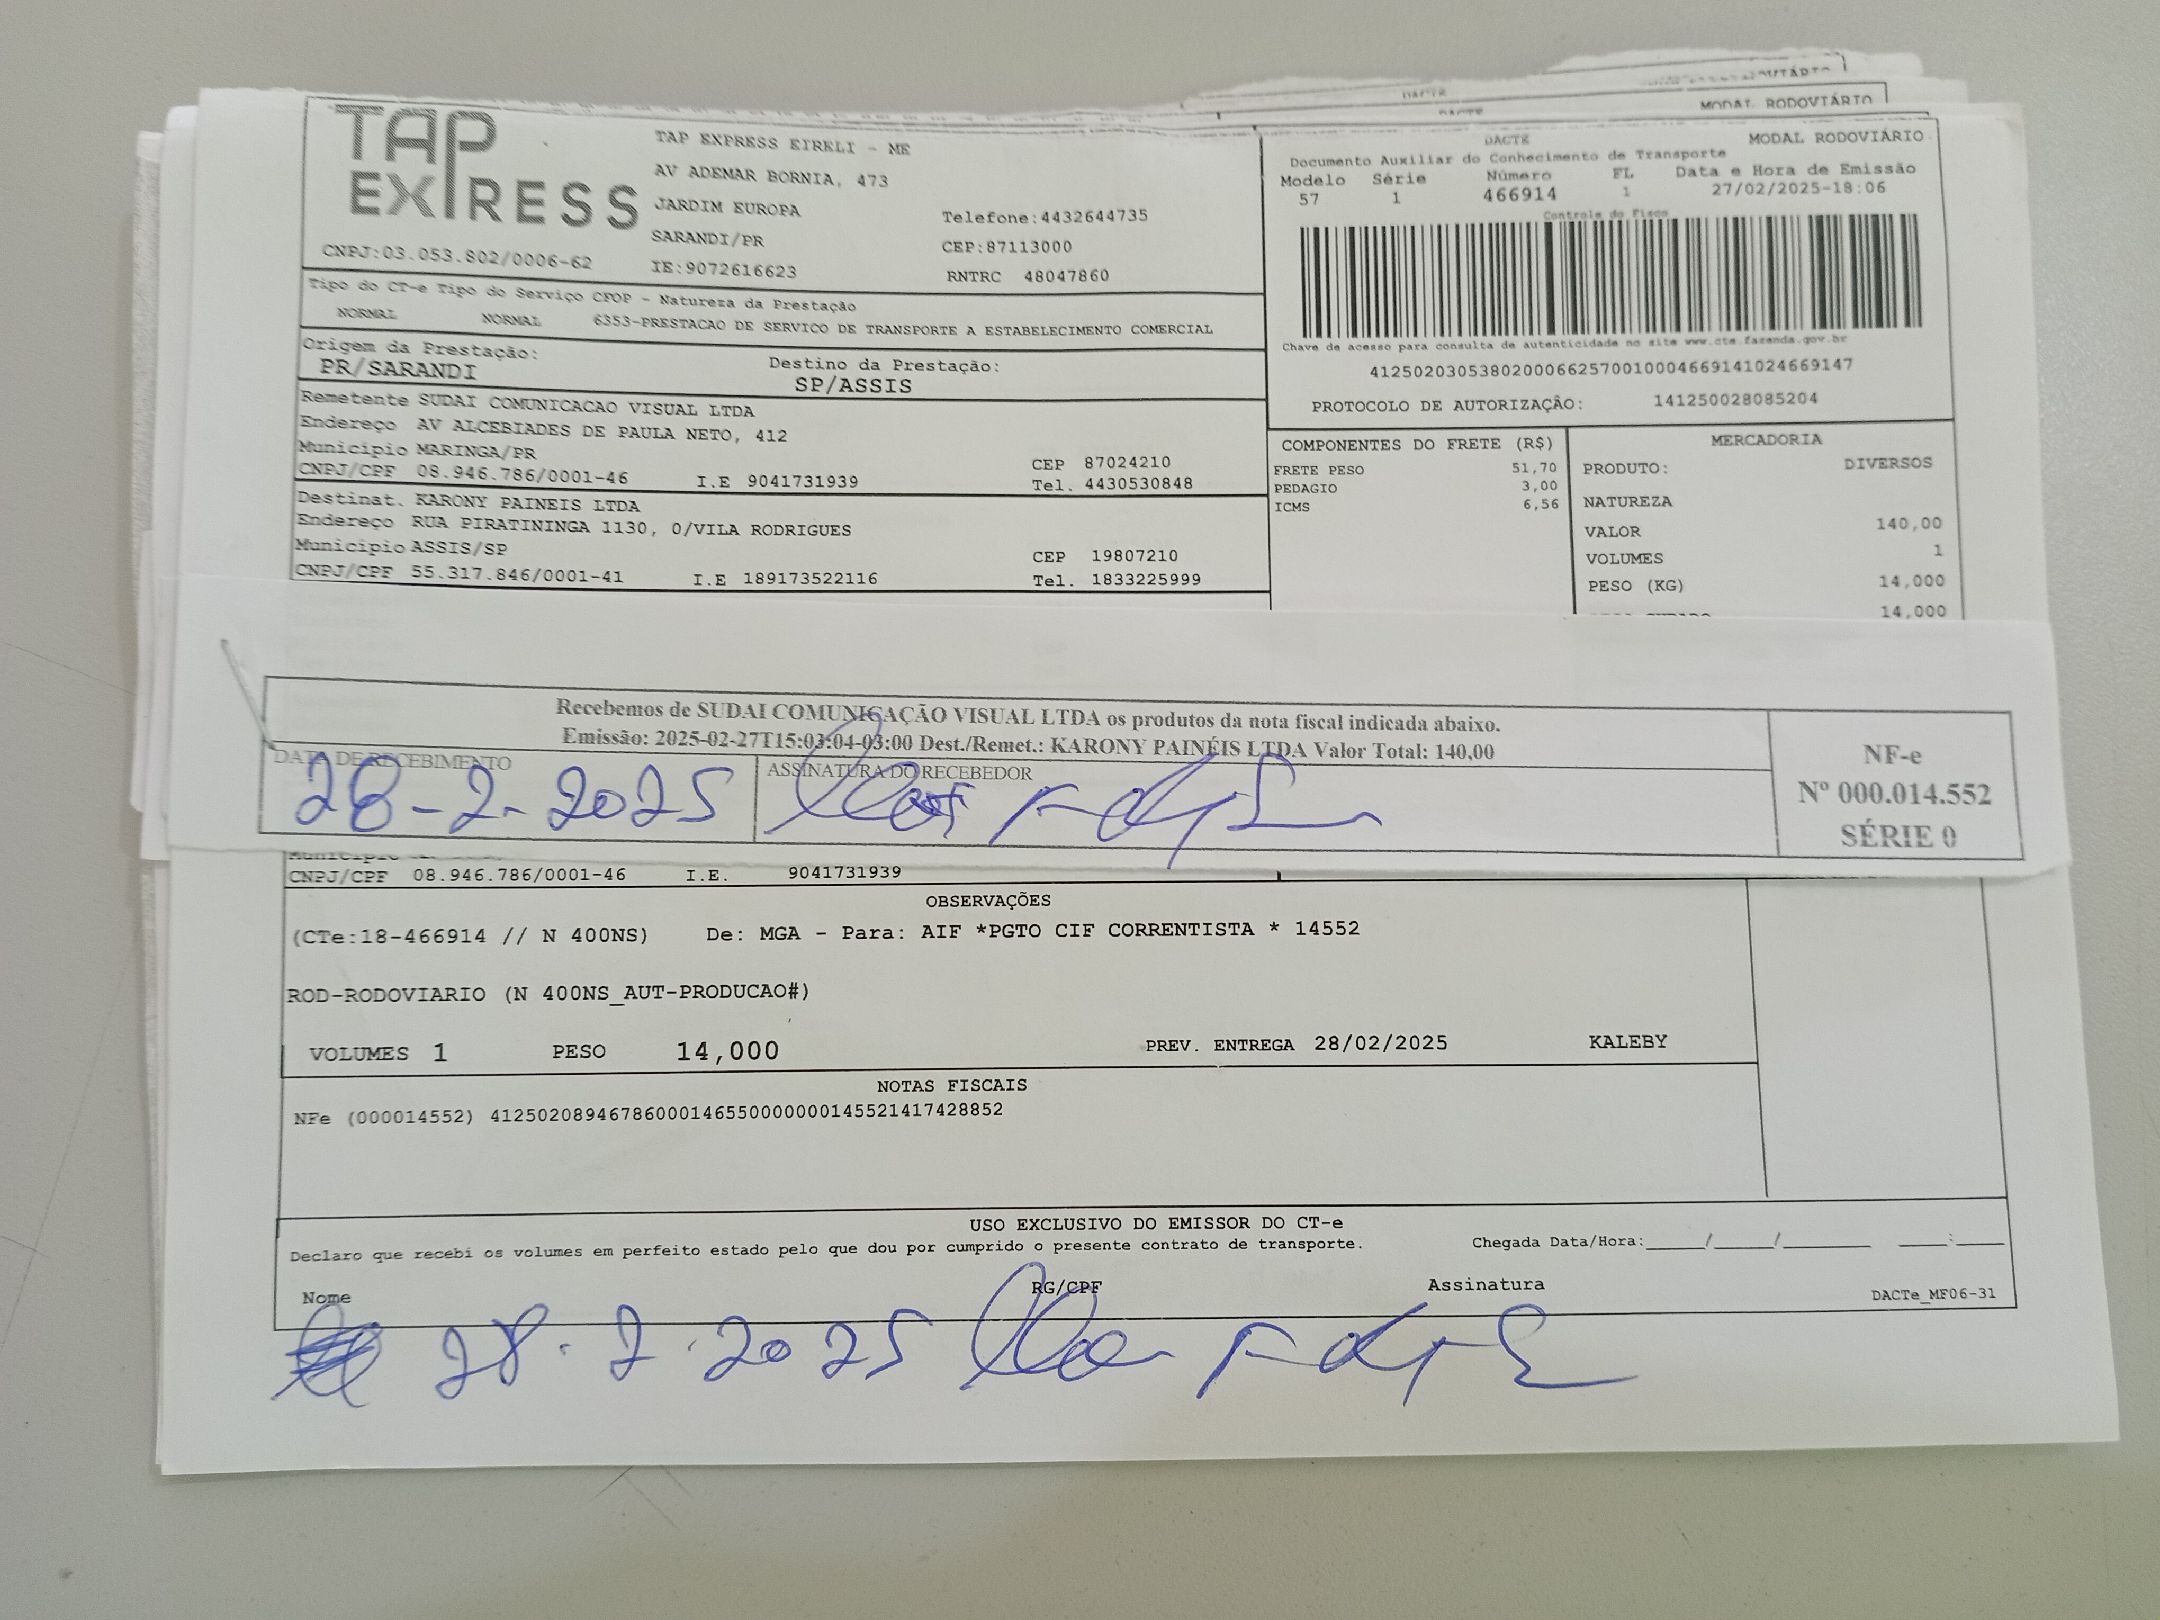 MODAL RODOVIÁRIO
TAP EXPRESS
TAP EXPRESS EIRELI - ME
AV ADEMAR BORNIA, 473
JARDIM EUROPA
Telefone:4432644735
SARANDI/PR
CEP:87113000
CNPJ:03.053.802/0006-62
IE:9072616623
RNTRC 48047860
DACTE MODAL RODOVIÁRIO
Documento Auxiliar do Conhecimento de Transporte
Modelo Série Número FL Data e Hora de Emissão
57 1 466914 1 27/02/2025-18:06
Controle do Fisco
Chave de acesso para consulta de autenticidade no site www.cte.fazenda.gov.br
41250203053802000662570010004669141024669147
PROTOCOLO DE AUTORIZAÇÃO: 141250028085204
Tipo do CT-e Tipo do Serviço CFOP - Natureza da Prestação
NORMAL NORMAL 6353-PRESTACAO DE SERVICO DE TRANSPORTE A ESTABELECIMENTO COMERCIAL
Origem da Prestação: Destino da Prestação:
PR/SARANDI SP/ASSIS
Remetente SUDAI COMUNICACAO VISUAL LTDA
Endereço AV ALCEBIADES DE PAULA NETO, 412
Municipio MARINGA/PR CEP 87024210
CNPJ/CPF 08.946.786/0001-46 I.E 9041731939 Tel. 4430530848
Destinat. KARONY PAINEIS LTDA
Endereço RUA PIRATININGA 1130, 0/VILA RODRIGUES
Municipio ASSIS/SP CEP 19807210
CNPJ/CPF 55.317.846/0001-41 I.E 189173522116 Tel. 1833225999
COMPONENTES DO FRETE (R$)
FRETE PESO 51,70
PEDAGIO 3,00
ICMS 6,56
MERCADORIA
PRODUTO: DIVERSOS
NATUREZA
VALOR 140,00
VOLUMES 1
PESO (KG) 14,000
14,000
Recebemos de SUDAI COMUNICAÇÃO VISUAL LTDA os produtos da nota fiscal indicada abaixo.
Emissão: 2025-02-27T15:03:04-03:00 Dest./Remet.: KARONY PAINÉIS LTDA Valor Total: 140,00
DATA DE RECEBIMENTO ASSINATURA DO RECEBEDOR
28-2-2025
NF-e
Nº 000.014.552
SÉRIE 0
Municipio
CNPJ/CPF 08.946.786/0001-46 I.E. 9041731939
OBSERVAÇÕES
(CTe:18-466914 // N 400NS) De: MGA - Para: AIF *PGTO CIF CORRENTISTA * 14552
ROD-RODOVIARIO (N 400NS_AUT-PRODUCAO#)
VOLUMES 1 PESO 14,000 PREV. ENTREGA 28/02/2025 KALEBY
NOTAS FISCAIS
NFe (000014552) 41250208946786000146550000000145521417428852
USO EXCLUSIVO DO EMISSOR DO CT-e
Declaro que recebi os volumes em perfeito estado pelo que dou por cumprido o presente contrato de transporte. Chegada Data/Hora:_____/_____/_______ ____:____
Nome RG/CPF Assinatura DACTe_MF06-31
28.2.2025